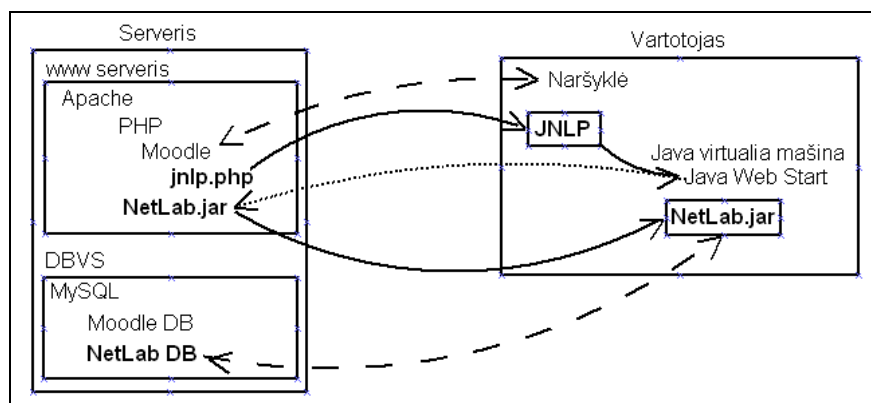 Serveris
www serveris
Apache
PHP
Moodle
jnlp.php
NetLab.jar
DBVS
MySQL
Moodle DB
NetLab DB
Vartotojas
Naršyklė
JNLP
Java virtualia mašina
Java Web Start
NetLab.jar